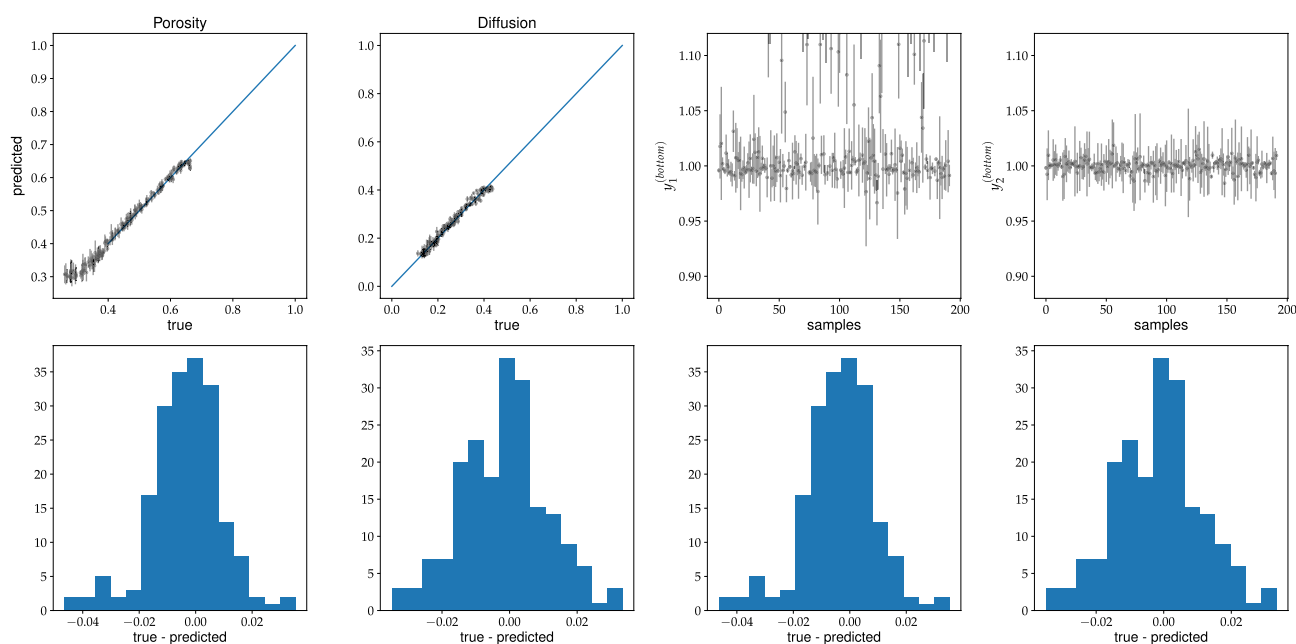 Porosity
Diffusion
predicted
1.0
0.9
0.8
0.7
0.6
0.5
0.4
0.3
0.4 0.6 0.8 1.0
true
1.0
0.8
0.6
0.4
0.2
0.0
0.0 0.2 0.4 0.6 0.8 1.0
true
y_1^{(bottom)}
1.10
1.05
1.00
0.95
0.90
0 50 100 150 200
samples
y_2^{(bottom)}
1.10
1.05
1.00
0.95
0.90
0 50 100 150 200
samples
35
30
25
20
15
10
5
0
−0.04 −0.02 0.00 0.02
true - predicted
35
30
25
20
15
10
5
0
−0.02 0.00 0.02
true - predicted
35
30
25
20
15
10
5
0
−0.04 −0.02 0.00 0.02
true - predicted
35
30
25
20
15
10
5
0
−0.02 0.00 0.02
true - predicted